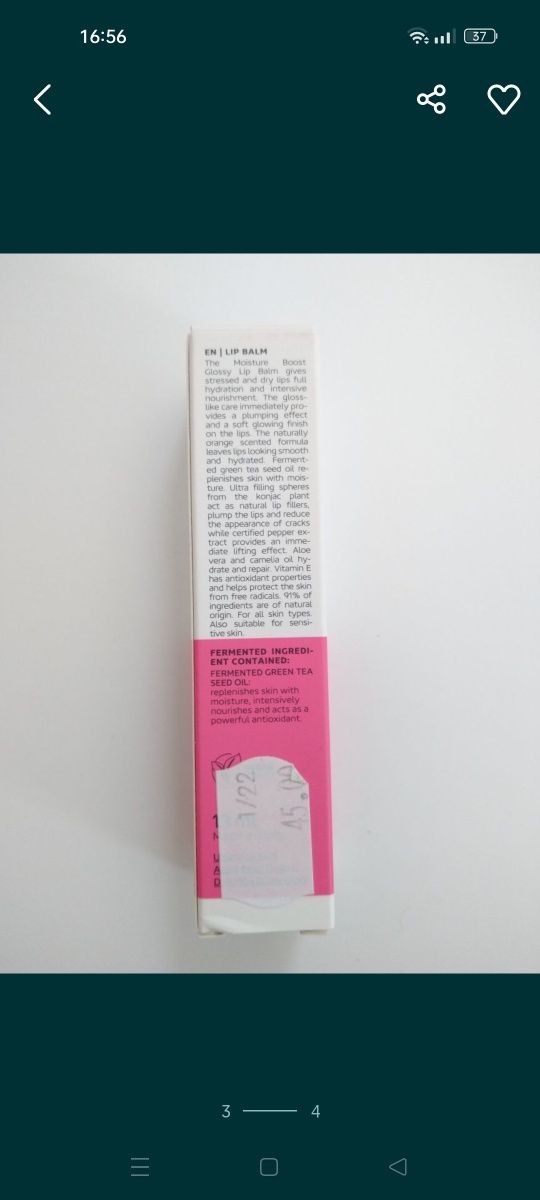 16:56
37
EN | LIP BALM
The Moisture Boost
Glossy Lip Balm gives
stressed and dry lips full
hydration and intensive
nourishment. The gloss-
like care immediately pro-
vides a plumping effect
and a soft glowing finish
on the lips. The naturally
orange scented formula
leaves lips looking smooth
and hydrated. Ferment-
ed green tea seed oil re-
plenishes skin with mois-
ture. Ultra filling spheres
from the konjac plant
act as natural lip fillers,
plump the lips and reduce
the appearance of cracks
while certified pepper ex-
tract provides an imme-
diate lifting effect. Aloe
vera and camelia oil hy-
drate and repair. Vitamin E
has antioxidant properties
and helps protect the skin
from free radicals. 91% of
ingredients are of natural
origin. For all skin types.
Also suitable for sensi-
tive skin.
FERMENTED INGREDI-
ENT CONTAINED:
FERMENTED GREEN TEA
SEED OIL:
replenishes skin with
moisture, intensively
nourishes and acts as a
powerful antioxidant.
1/22
45.00
3
4